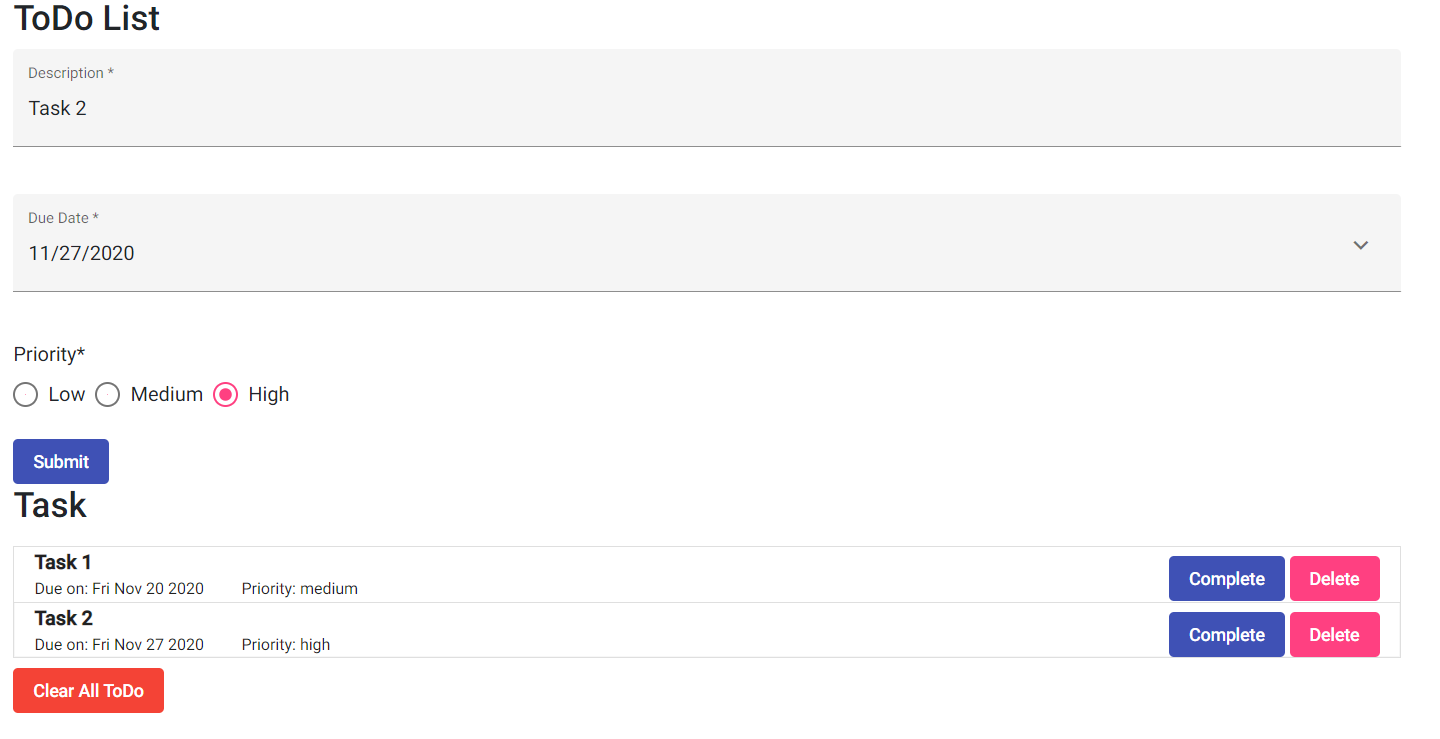 ToDo List
Description *
Task 2
Due Date *
11/27/2020
Priority*
Low Medium High
Submit
Task
Task 1
Due on: Fri Nov 20 2020 Priority: medium
Complete Delete
Task 2
Due on: Fri Nov 27 2020 Priority: high
Complete Delete
Clear All ToDo